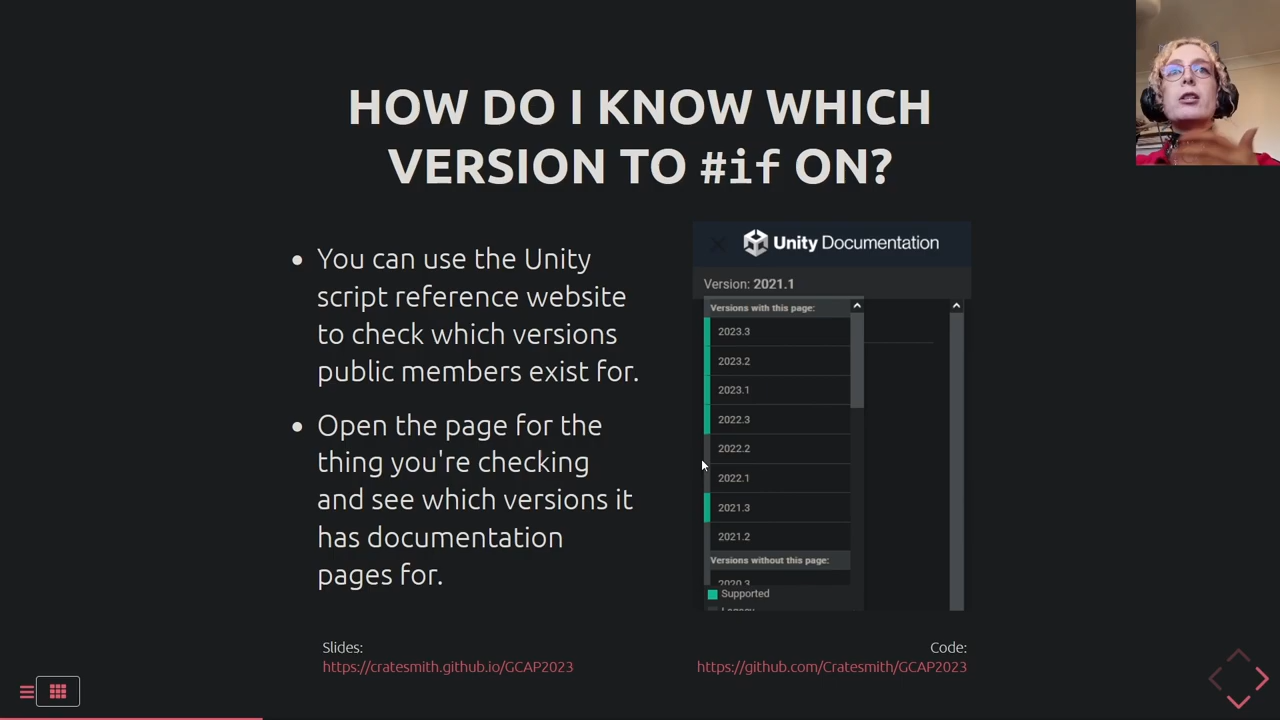 HOW DO I KNOW WHICH
VERSION TO #if ON?
• You can use the Unity
script reference website
to check which versions
public members exist for.
• Open the page for the
thing you're checking
and see which versions it
has documentation
pages for.
Unity Documentation
Version: 2021.1
Versions with this page:
2023.3
2023.2
2023.1
2022.3
2022.2
2022.1
2021.3
2021.2
Versions without this page:
2020.3
Supported
Legacy
Slides:
https://cratesmith.github.io/GCAP2023
Code:
https://github.com/Cratesmith/GCAP2023